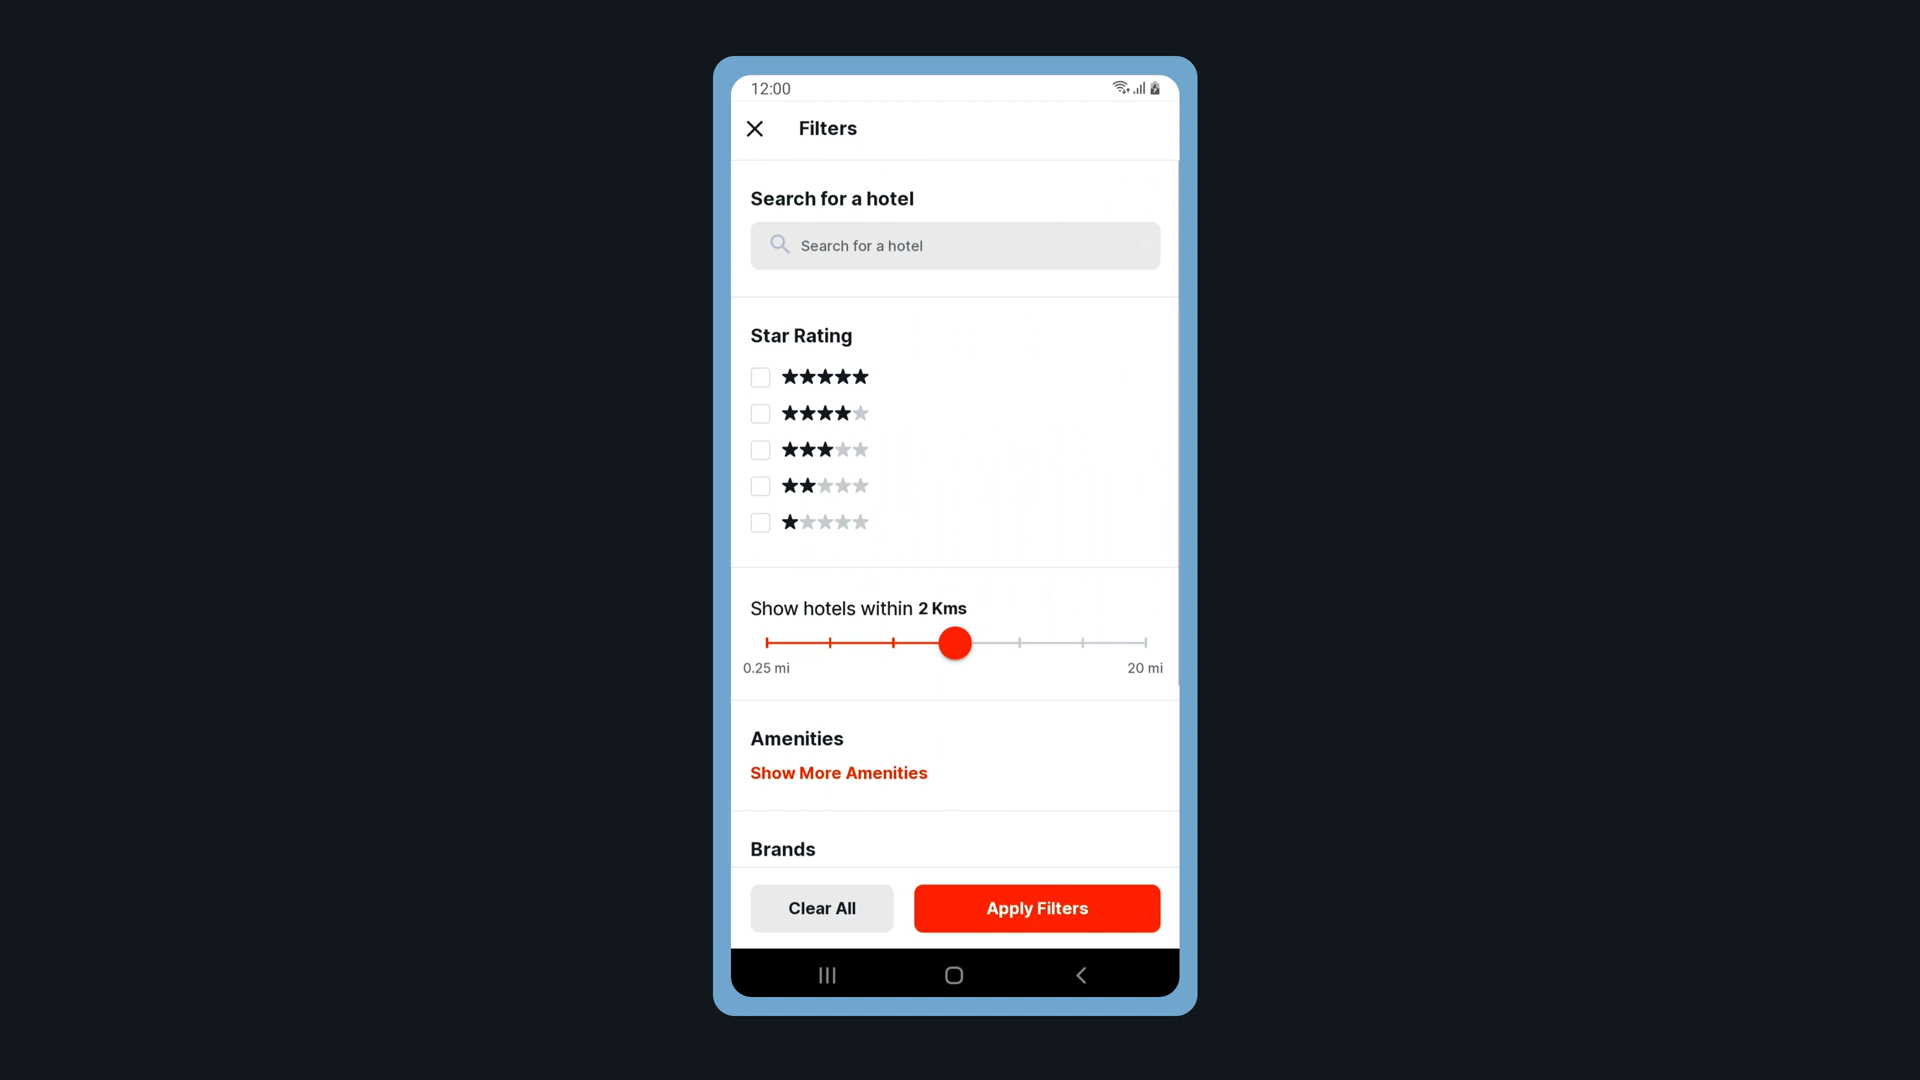 12:00
Filters
Search for a hotel
Search for a hotel
Star Rating
Show hotels within 2 Kms
0.25 mi
20 mi
Amenities
Show More Amenities
Brands
Clear All
Apply Filters